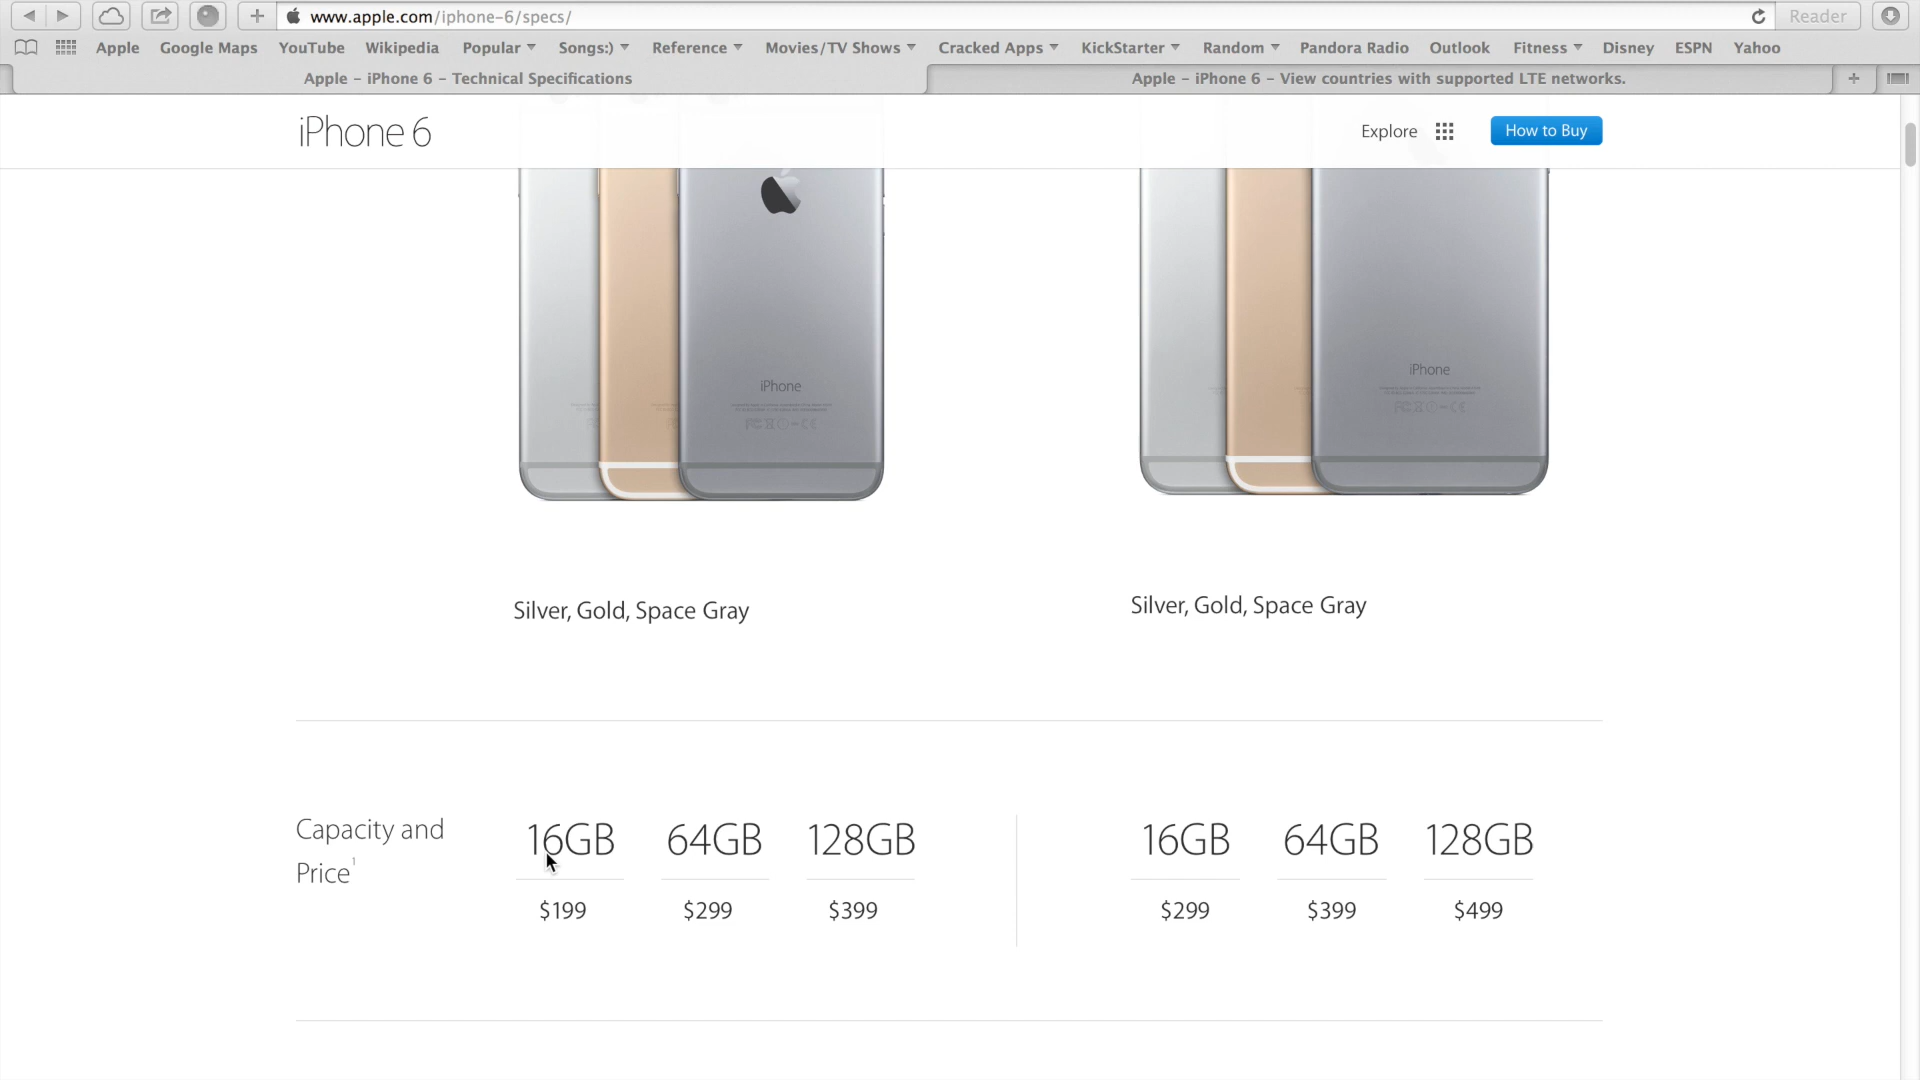 www.apple.com/iphone-6/specs/
Reader
Apple Google Maps YouTube Wikipedia Popular Songs:) Reference Movies/TV Shows Cracked Apps KickStarter Random Pandora Radio Outlook Fitness Disney ESPN Yahoo
Apple – iPhone 6 – Technical Specifications
Apple – iPhone 6 – View countries with supported LTE networks.
iPhone 6
Explore
How to Buy
iPhone
iPhone
Silver, Gold, Space Gray
Silver, Gold, Space Gray
Capacity and
Price1
16GB 64GB 128GB
$199 $299 $399
16GB 64GB 128GB
$299 $399 $499